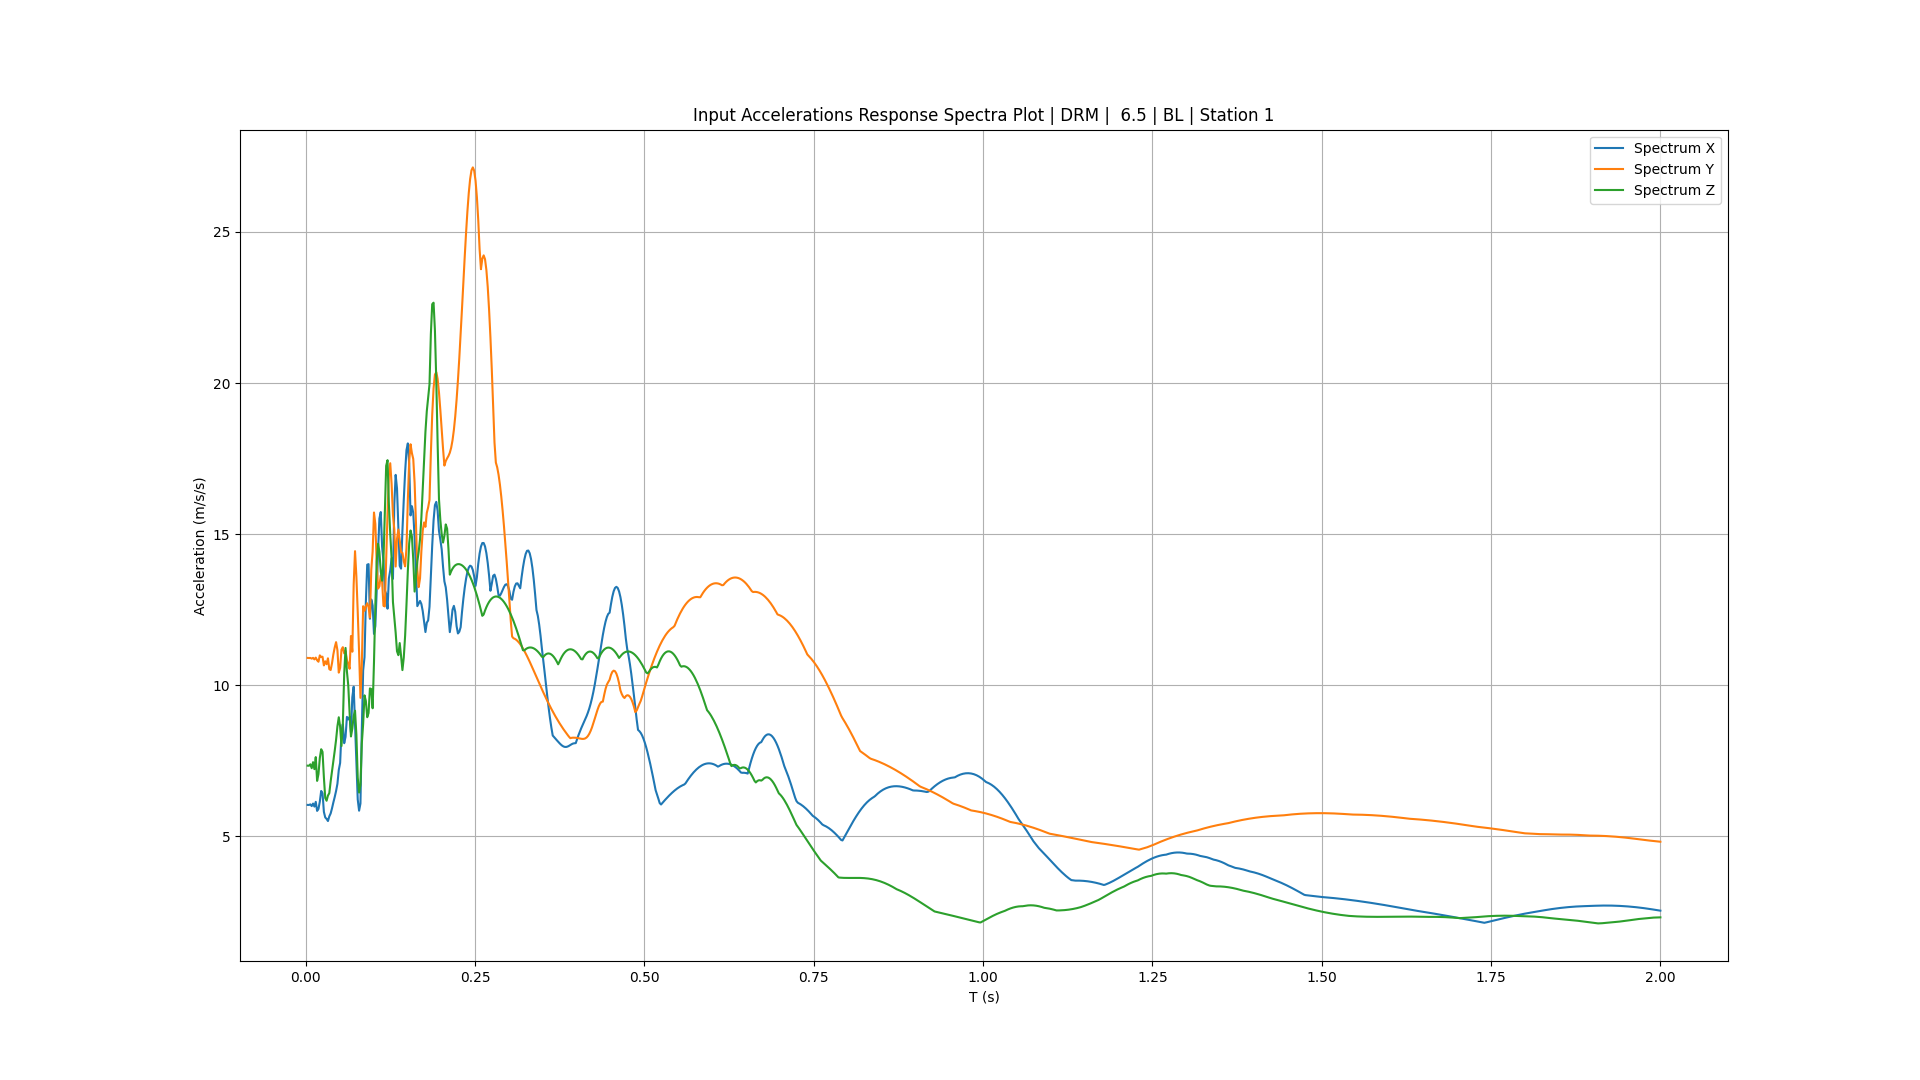 Input Accelerations Response Spectra Plot | DRM |  6.5 | BL | Station 1
Spectrum X
Spectrum Y
Spectrum Z
Acceleration (m/s/s)
25
20
15
10
5
0.00 0.25 0.50 0.75 1.00 1.25 1.50 1.75 2.00
T (s)